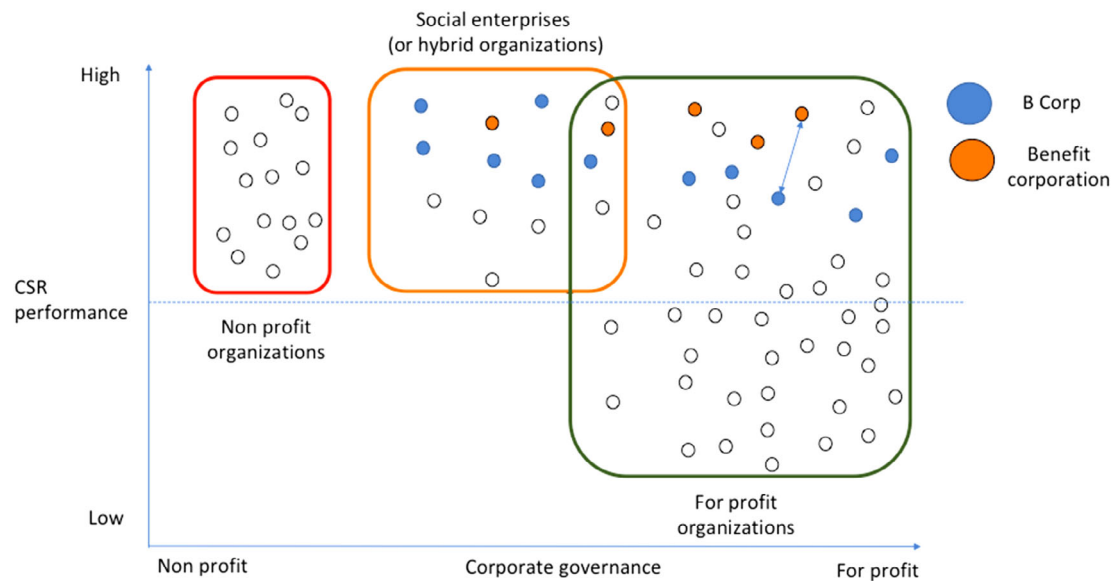 Social enterprises
(or hybrid organizations)
High
B Corp
Benefit
corporation
CSR
performance
Non profit
organizations
For profit
organizations
Low
Non profit
Corporate governance
For profit